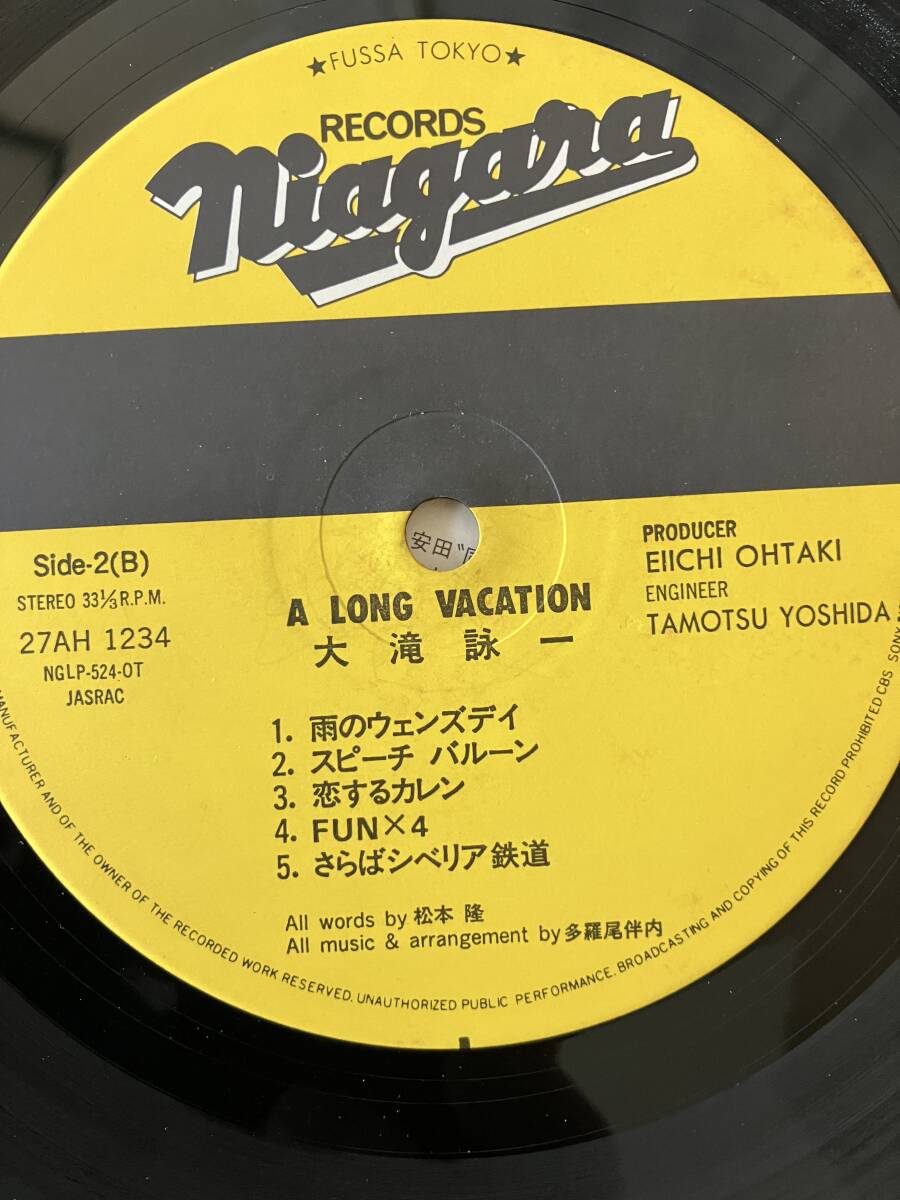 ★FUSSA TOKYO★
RECORDS
Niagara
Side-2(B)
STEREO 33⅓ R.P.M.
27AH 1234
NGLP-524-OT
JASRAC
PRODUCER
EIICHI OHTAKI
ENGINEER
TAMOTSU YOSHIDA
安田〝
A LONG VACATION
大滝詠一
1. 雨のウェンズデイ
2. スピーチ バルーン
3. 恋するカレン
4. FUN×4
5. さらばシベリア鉄道
All words by 松本 隆
All music & arrangement by 多羅尾伴内
MANUFACTURER AND OF THE OWNER OF THE RECORDED WORK RESERVED. UNAUTHORIZED PUBLIC PERFORMANCE. BROADCASTING AND COPYING OF THIS RECORD PROHIBITED CBS SONY